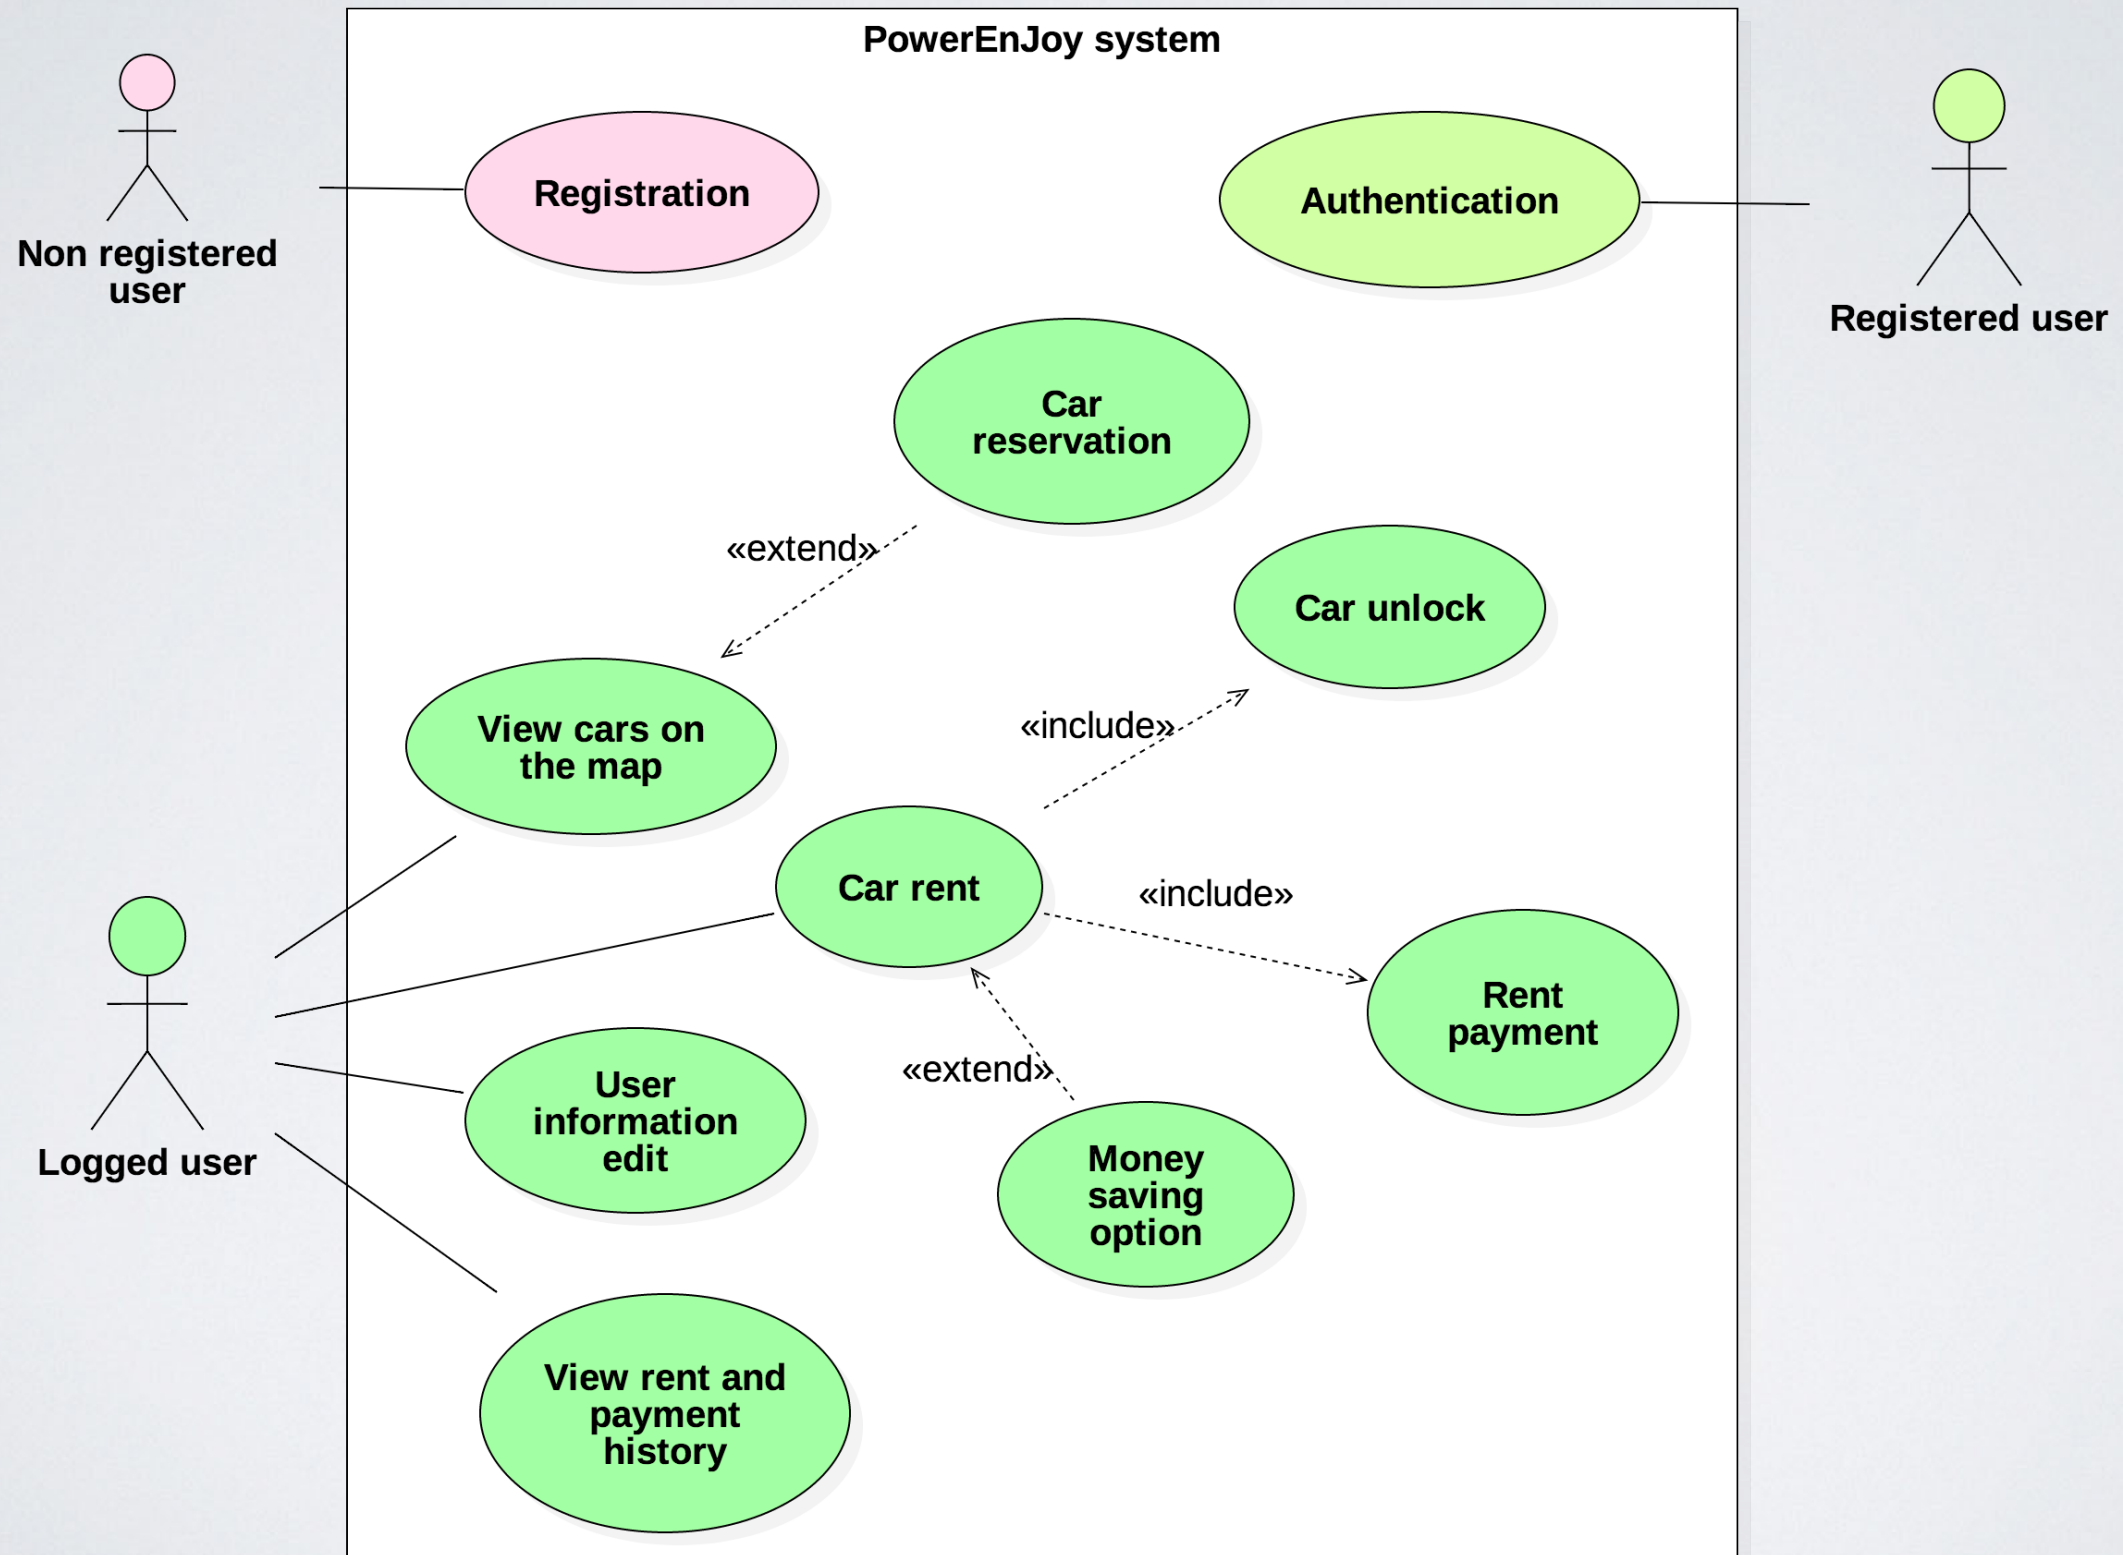 PowerEnJoy system
Non registered
user
Registration
Authentication
Registered user
Car
reservation
«extend»
Car unlock
View cars on
the map
«include»
Car rent
«include»
Rent
payment
Logged user
User
information
edit
«extend»
Money
saving
option
View rent and
payment
history